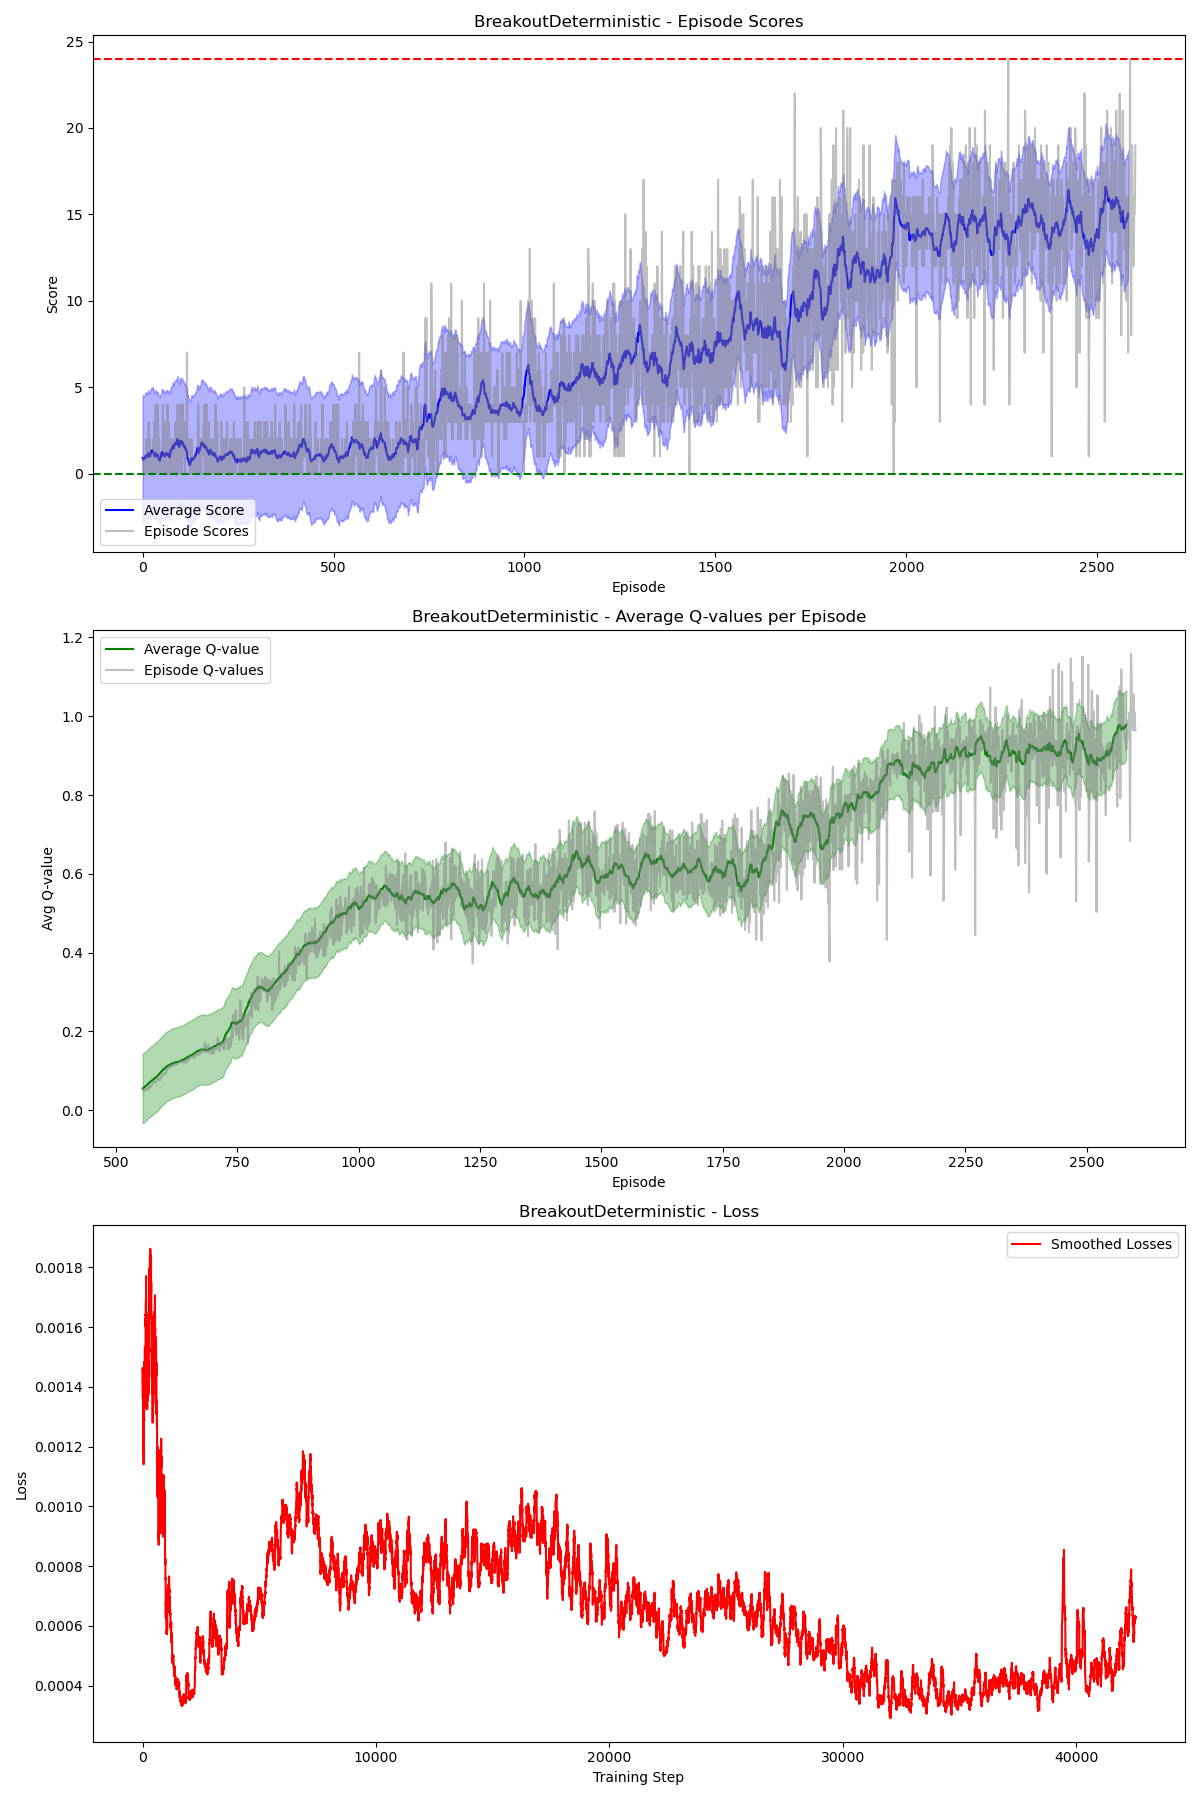 BreakoutDeterministic - Episode Scores
25
20
15
10
5
0
Score
Average Score
Episode Scores
0
500
1000
1500
2000
2500
Episode
BreakoutDeterministic - Average Q-values per Episode
1.2
1.0
0.8
0.6
0.4
0.2
0.0
Avg Q-value
Average Q-value
Episode Q-values
500
750
1000
1250
1500
1750
2000
2250
2500
Episode
BreakoutDeterministic - Loss
0.0018
0.0016
0.0014
0.0012
0.0010
0.0008
0.0006
0.0004
Loss
Smoothed Losses
0
10000
20000
30000
40000
Training Step